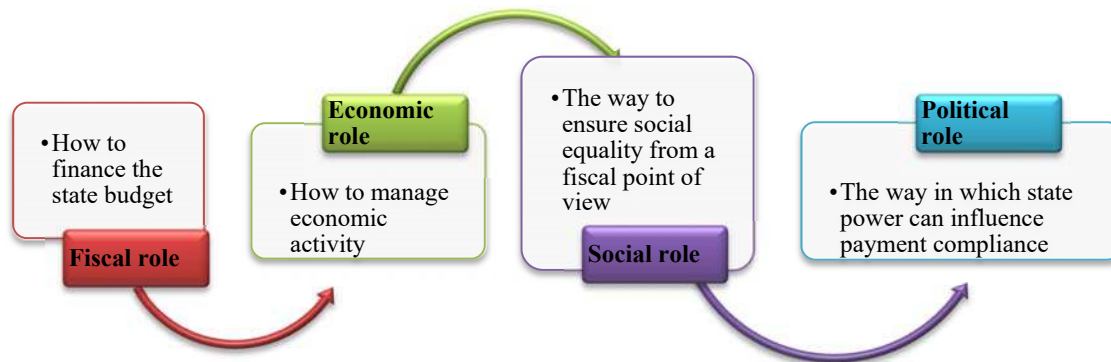 •How to
finance the
state budget
Fiscal role
Economic
role
•How to manage
economic
activity
•The way to
ensure social
equality from a
fiscal point of
view
Social role
Political
role
•The way in which state
power can influence
payment compliance